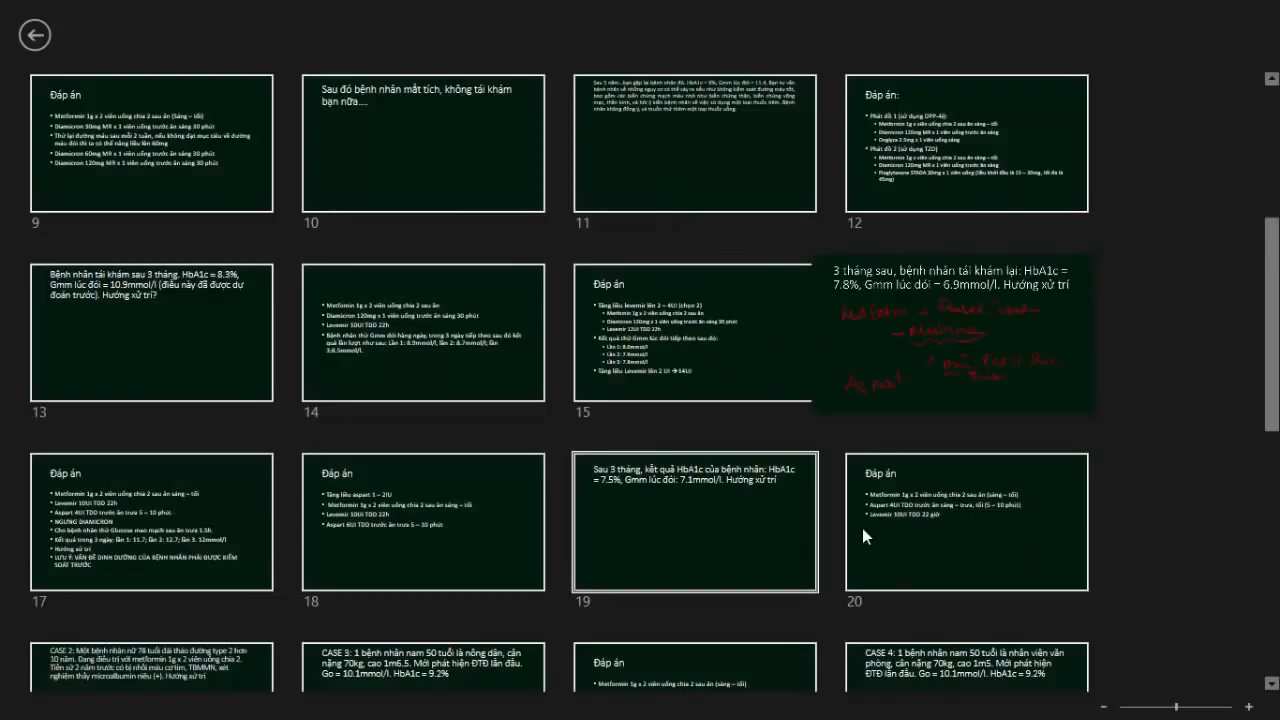 Đáp án
Metformin 1g x 2 viên uống chia 2 sau ăn (Sáng – tối)
Diamicron 30mg MR x 1 viên uống trước ăn sáng 30 phút
Thử lại đường máu sau mỗi 2 tuần, nếu không đạt mục tiêu về đường
máu đói thì ta có thể nâng liều lên 60mg
Diamicron 60mg MR x 1 viên uống trước ăn sáng 30 phút
Diamicron 120mg MR x 1 viên uống trước ăn sáng 30 phút
9
Sau đó bệnh nhân mất tích, không tái khám
bạn nữa....
10
11
Đáp án:
Phát đồ 1 (sử dụng DPP-4i):
Metformin 1g x 2 viên uống chia 2 sau ăn sáng – tối
Diamicron 120mg MR x 1 viên uống trước ăn sáng
Onglyza 2.5mg x 1 viên uống
Phát đồ 2 (sử dụng TZD)
Metformin 1g x 2 viên uống chia 2 sau ăn sáng – tối
Diamicron 120mg MR x 1 viên uống trước ăn sáng
Pioglytazone STADA 30mg x 1 viên uống (liều khởi đầu là 15 – 30mg, tối đa là
45mg)
12
Bệnh nhân tái khám sau 3 tháng. HbA1c = 8.3%,
Gmm lúc đói = 10.9mmol/l (điều này đã được dự
đoán trước). Hướng xử trí?
13
Metfomin 1g x 2 viên uống chia 2 sau ăn
Diamicron 120mg x 1 viên uống trước ăn sáng 30 phút
Levemir 10UI TDD 22h
Bệnh nhân thử Gmm đói hàng ngày, trong 3 ngày tiếp theo sau đó kết
quả lần lượt như sau: Lần 1: 8.9mmol/l, lần 2: 8.7mmol/l; lần
3:8.5mmol/l.
14
Đáp án
Tăng liều levemir lên 2 – 4UI (chọn 2)
Metformin 1g x 2 viên uống chia 2 sau ăn
Diamicron 120mg x 1 viên uống trước ăn sáng 30 phút
Levemir 12UI TDD 22h
Kết quả thử Gmm lúc đói tiếp theo sau đó:
Lần 1: 8.0mmol/l
Lần 2: 7.9mmol/l
Lần 3: 7.8mmol/l
Tăng liều Levemir lên 2 UI → 14UI
15
3 tháng sau, bệnh nhân tái khám lại: HbA1c =
7.8%, Gmm lúc đói = 6.9mmol/l. Hướng xử trí
Đáp án
Metformin 1g x 2 viên uống chia 2 sau ăn sáng – tối
Levemir 10UI TDD 22h
Aspart 4UI TDD trước ăn trưa 5 – 10 phút
NGƯNG DIAMICRON
Cho bệnh nhân thử Glucose mao mạch sau ăn trưa 1.5h.
Kết quả trong 3 ngày: lần 1: 11.7; lần 2: 12.7; lần 3. 12mmol/l
Hướng xử trí
LƯU Ý: VẤN ĐỀ DINH DƯỠNG CỦA BỆNH NHÂN PHẢI ĐƯỢC KIỂM
SOÁT TRƯỚC
17
Đáp án
Tăng liều aspart 1 – 2IU
Metformin 1g x 2 viên uống chia 2 sau ăn sáng – tối
Levemir 10UI TDD 22h
Aspart 6UI TDD trước ăn trưa 5 – 10 phút
18
Sau 3 tháng, kết quả HbA1c của bệnh nhân: HbA1c
= 7.5%, Gmm lúc đói: 7.1mmol/l. Hướng xử trí
19
Đáp án
Metformin 1g x 2 viên uống chia 2 sau ăn (sáng – tối)
Aspart 4UI TDD trước ăn sáng – trưa, tối (5 – 10 phút)
Levemir 10UI TDD 22 giờ
20
CASE 2: Một bệnh nhân nữ 78 tuổi đái tháo đường type 2 hơn
10 năm. Đang điều trị với metformin 1g x 2 viên uống chia 2.
Tiền sử 2 năm trước có bị nhồi máu cơ tim, TBMMN, xét
nghiệm thấy microalbumin niệu (+). Hướng xử trí
CASE 3: 1 bệnh nhân nam 50 tuổi là nông dân, cân
nặng 70kg, cao 1m6.5. Mới phát hiện ĐTĐ lần đầu.
Go = 10.1mmol/l. HbA1c = 9.2%
Đáp án
Metformin 1g x 2 viên uống chia 2 sau ăn (sáng – tối)
CASE 4: 1 bệnh nhân nam 50 tuổi là nhân viên văn
phòng, cân nặng 70kg, cao 1m5. Mới phát hiện
ĐTĐ lần đầu. Go = 10.1mmol/l. HbA1c = 9.2%